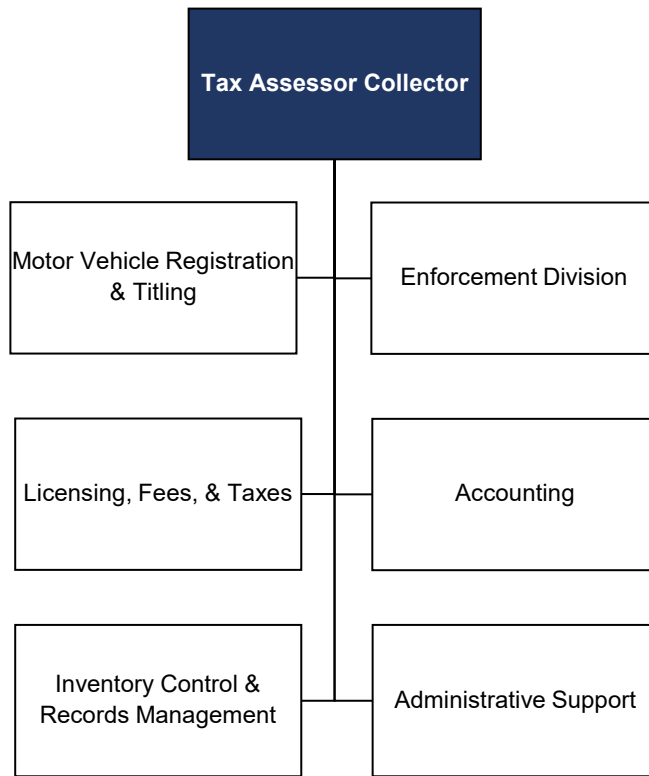 Tax Assessor Collector
Motor Vehicle Registration
& Titling
Enforcement Division
Licensing, Fees, & Taxes
Accounting
Inventory Control &
Records Management
Administrative Support